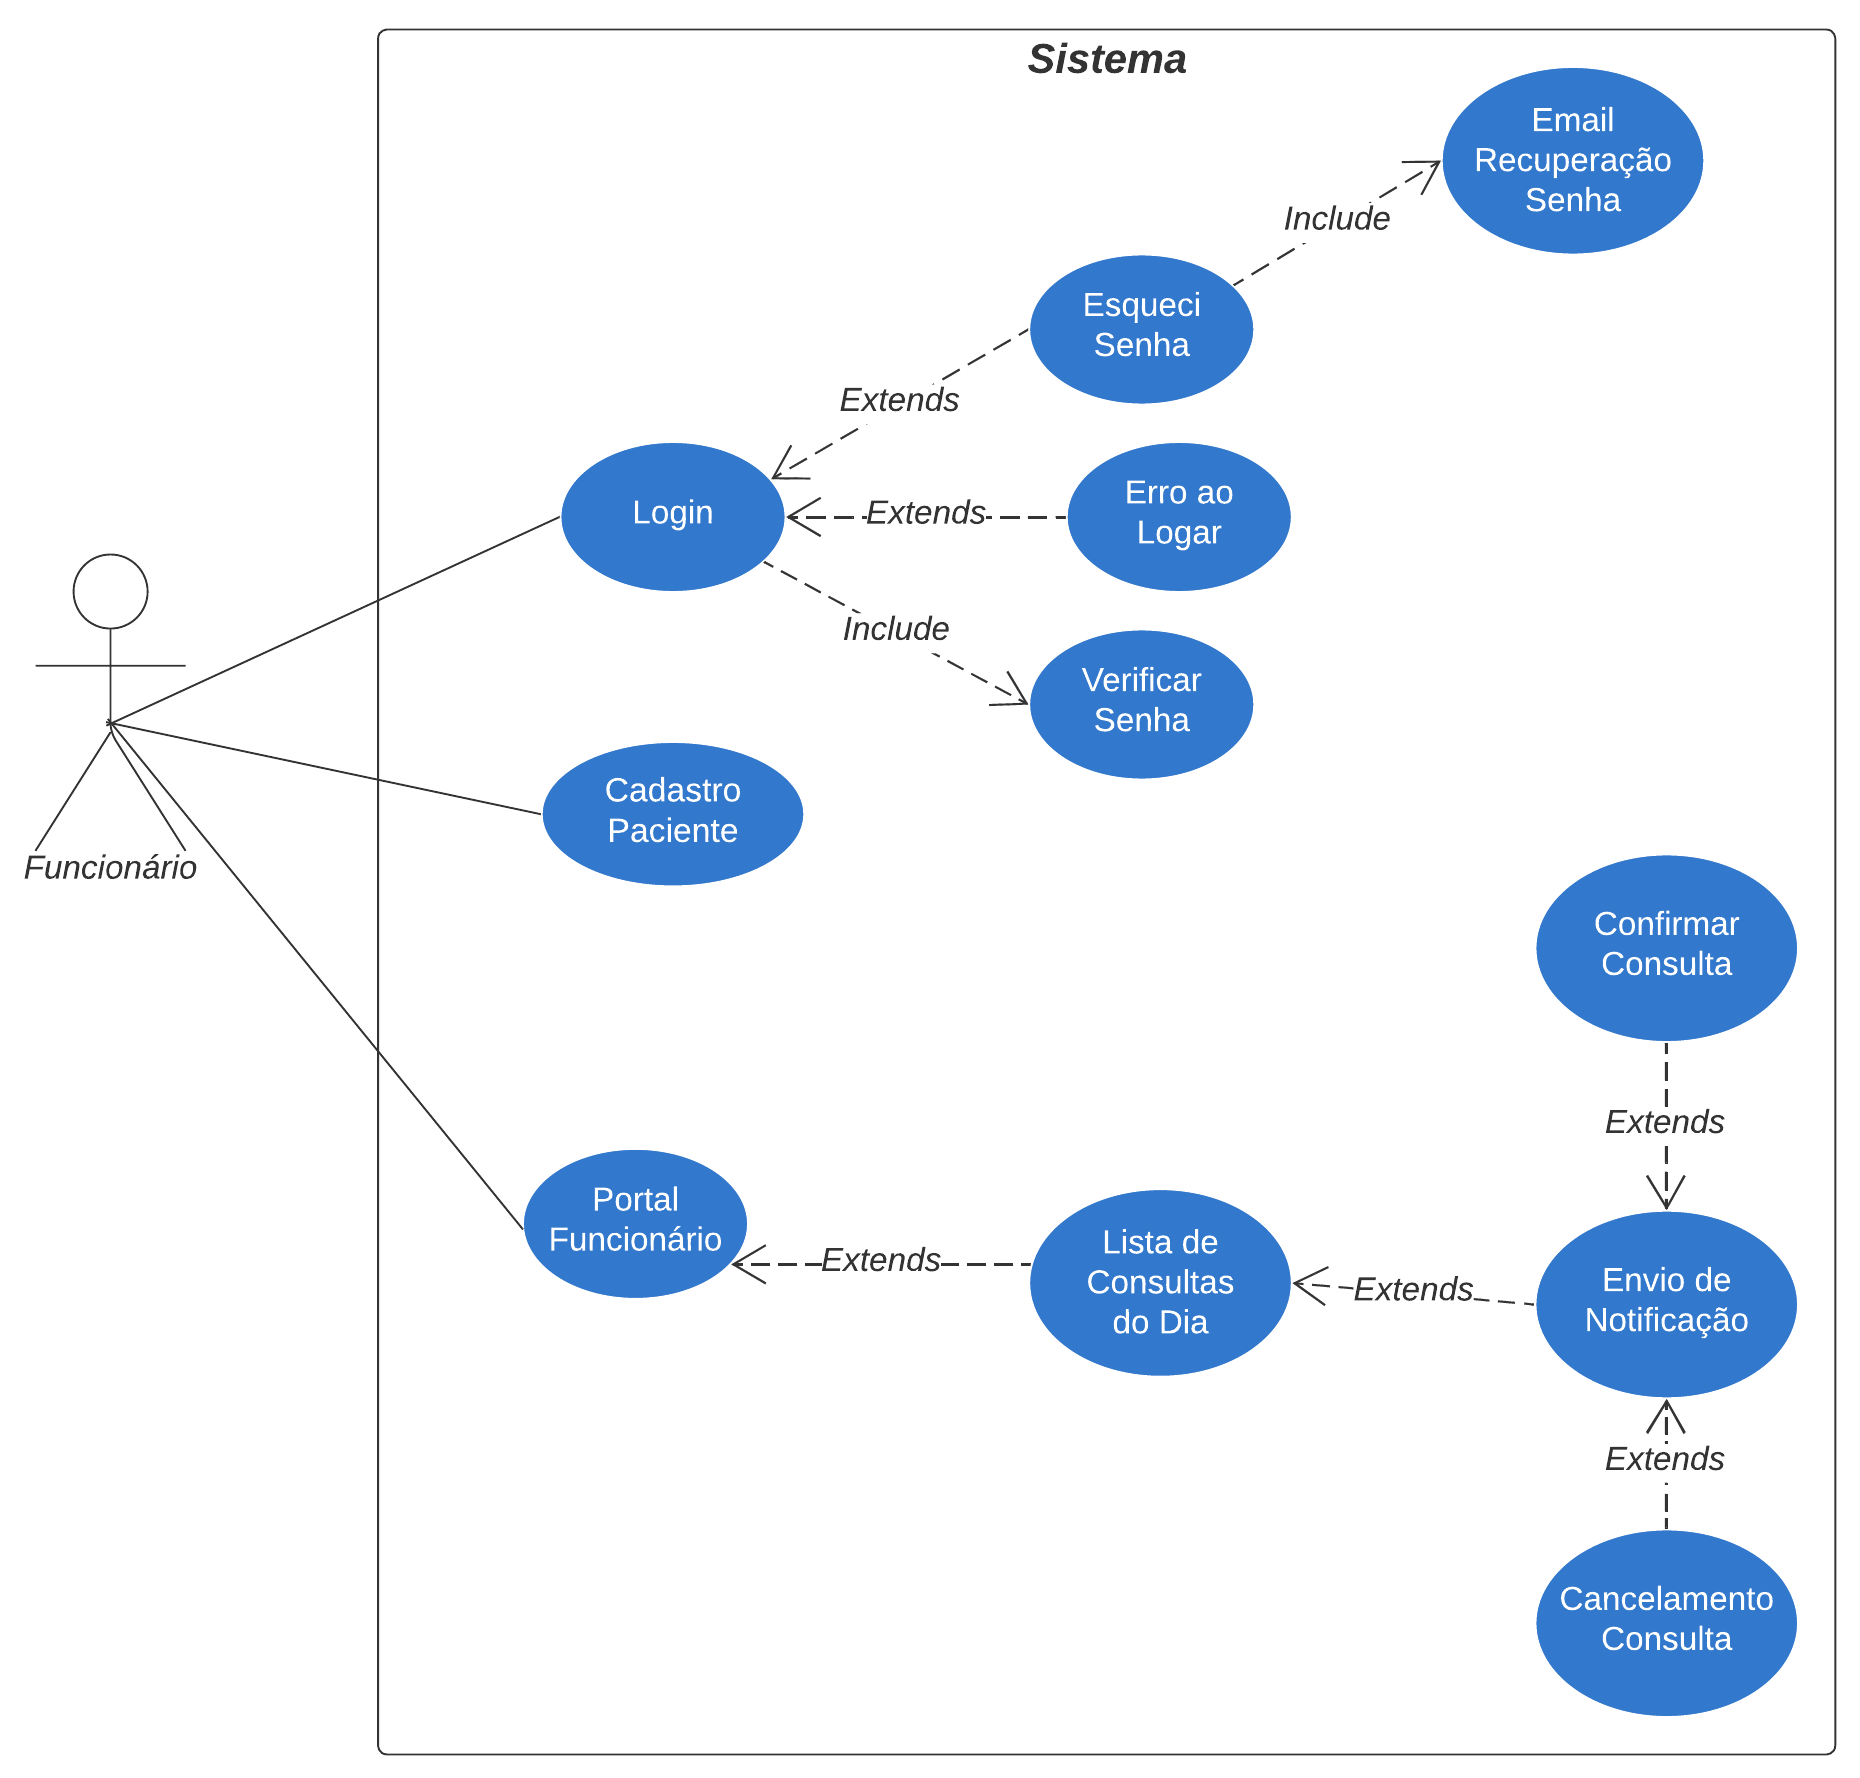 Sistema
Email
Recuperação
Senha
Include
Esqueci
Senha
Extends
Login
Extends
Erro ao
Logar
Include
Verificar
Senha
Cadastro
Paciente
Funcionário
Confirmar
Consulta
Extends
Portal
Funcionário
Extends
Lista de
Consultas
do Dia
Extends
Envio de
Notificação
Extends
Cancelamento
Consulta